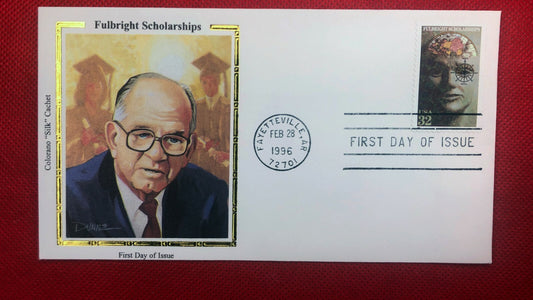 Fulbright Scholarships
Colorano "Silk" Cachet
First Day of Issue
FULBRIGHT SCHOLARSHIPS
USA
32
FAYETTEVILLE, AR
FEB 28
1996
72701
FIRST DAY OF ISSUE